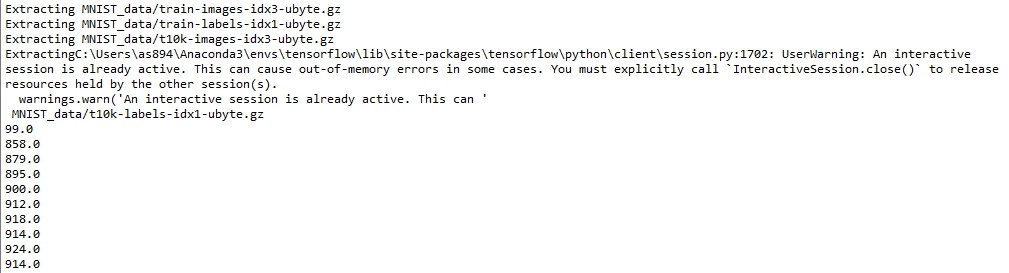 Extracting MNIST_data/train-images-idx3-ubyte.gz
Extracting MNIST_data/train-labels-idx1-ubyte.gz
Extracting MNIST_data/t10k-images-idx3-ubyte.gz
ExtractingC:\Users\as894\Anaconda3\envs\tensorflow\lib\site-packages\tensorflow\python\client\session.py:1702: UserWarning: An interactive
session is already active. This can cause out-of-memory errors in some cases. You must explicitly call `InteractiveSession.close()` to release
resources held by the other session(s).
  warnings.warn('An interactive session is already active. This can '
 MNIST_data/t10k-labels-idx1-ubyte.gz
99.0
858.0
879.0
895.0
900.0
912.0
918.0
914.0
924.0
914.0